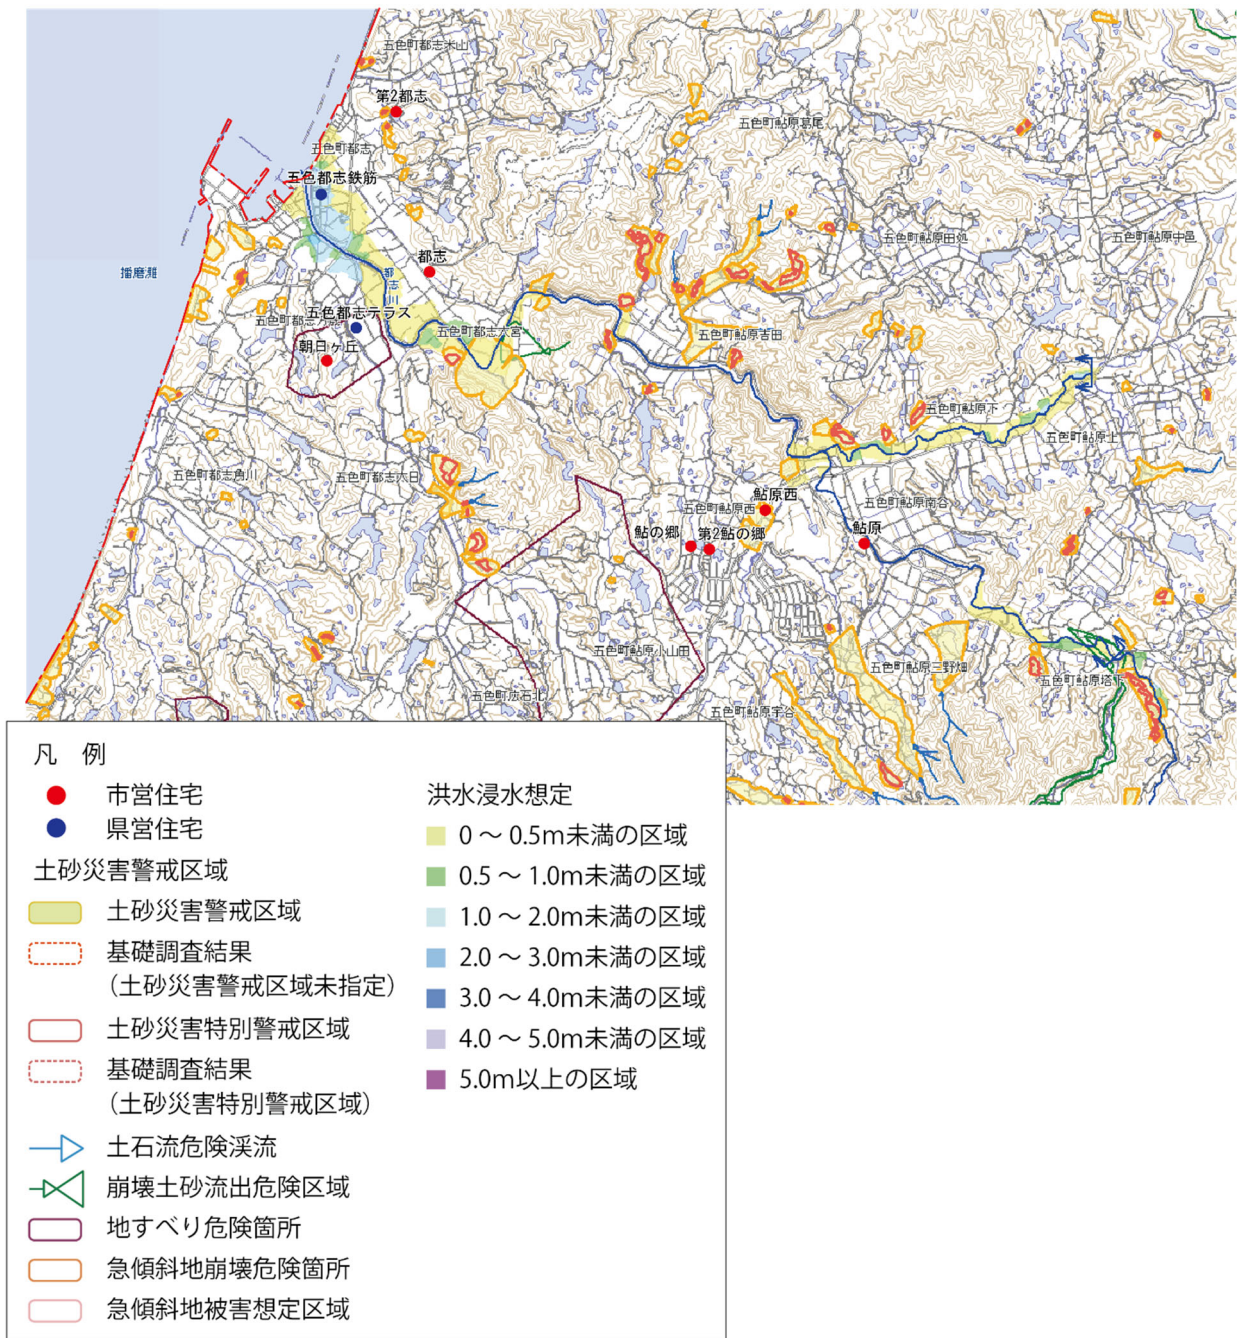 五色町都志米山
第2都志
五色町鮎原葛尾
五色町都志
五色都志鉄筋
五色町鮎原田処
五色町鮎原中邑
都志
播磨灘
都志川
五色都志テラス
五色町都志大宮
五色町鮎原吉田
朝日ヶ丘
五色町鮎原下
五色町鮎原上
五色町都志角川
五色町都志大日
鮎原西
五色町鮎原西
五色町鮎原南谷
鮎の郷
第2鮎の郷
鮎原
五色町鮎原小山田
五色町鮎原三野畑
五色町鮎原塔下
五色町広石北
五色町鮎原宇谷
凡 例
市営住宅
県営住宅
土砂災害警戒区域
土砂災害警戒区域
基礎調査結果
(土砂災害警戒区域未指定)
土砂災害特別警戒区域
基礎調査結果
(土砂災害特別警戒区域)
土石流危険渓流
崩壊土砂流出危険区域
地すべり危険箇所
急傾斜地崩壊危険箇所
急傾斜地被害想定区域
洪水浸水想定
0 ~ 0.5m未満の区域
0.5 ~ 1.0m未満の区域
1.0 ~ 2.0m未満の区域
2.0 ~ 3.0m未満の区域
3.0 ~ 4.0m未満の区域
4.0 ~ 5.0m未満の区域
5.0m以上の区域